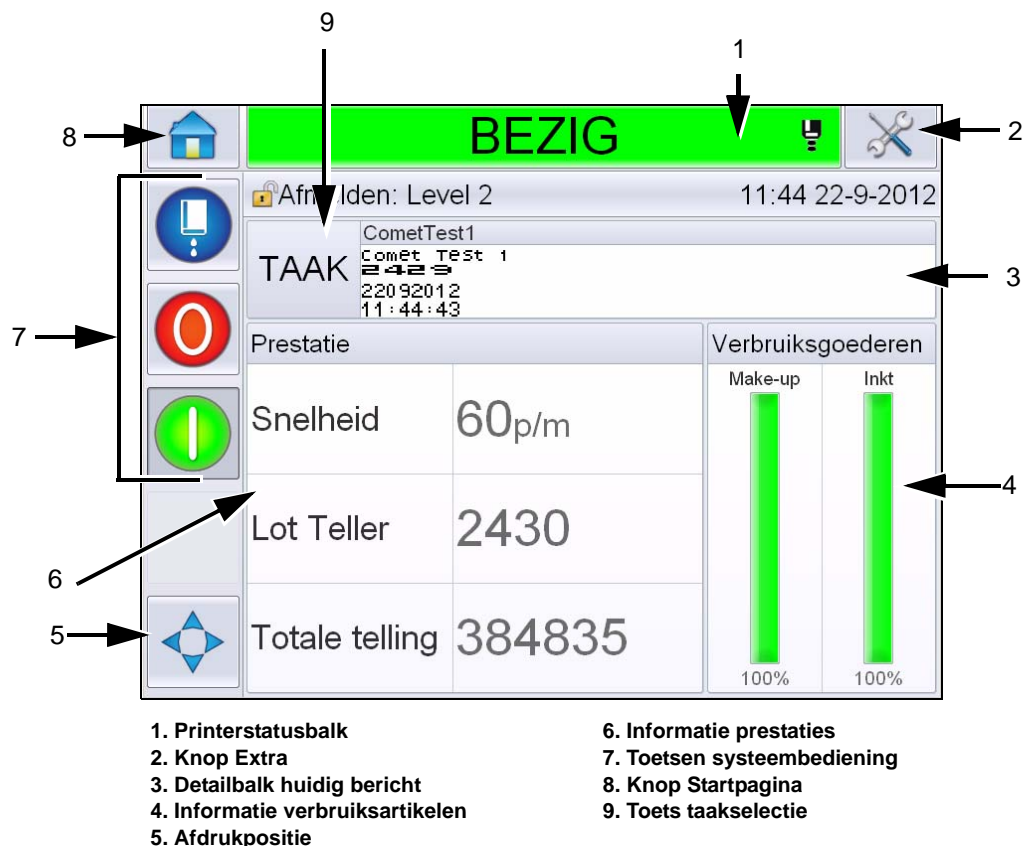 9
1
8
BEZIG
2
Afmelden: Level 2
11:44 22-9-2012
TAAK
CometTest1
Comet Test 1
2429
22092012
11:44:43
3
7
Prestatie
Verbruiksgoederen
Make-up
Inkt
Snelheid
60p/m
4
Lot Teller
2430
6
5
Totale telling
384835
100%
100%
1. Printerstatusbalk
2. Knop Extra
3. Detailbalk huidig bericht
4. Informatie verbruiksartikelen
5. Afdrukpositie
6. Informatie prestaties
7. Toetsen systeembediening
8. Knop Startpagina
9. Toets taakselectie